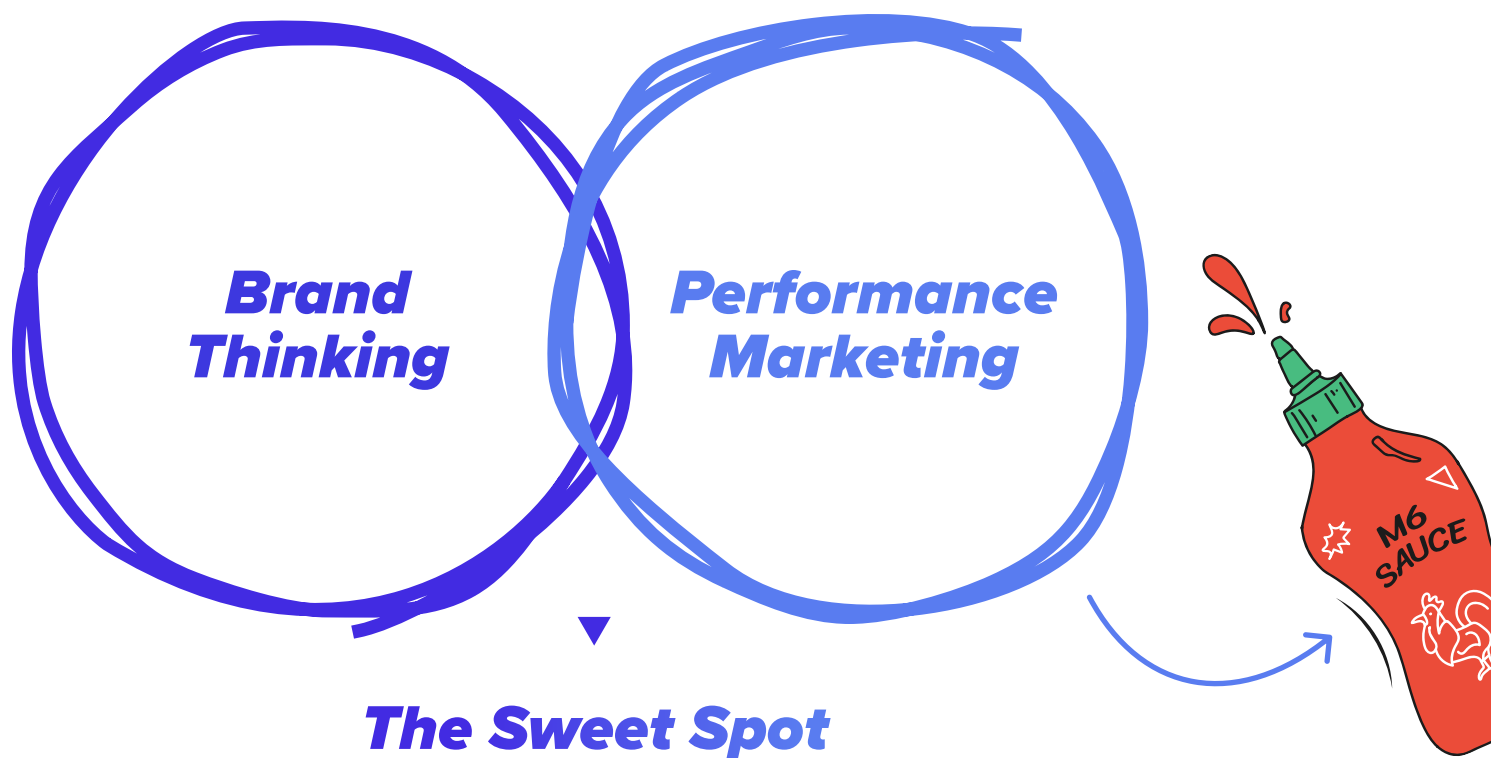 Brand
Thinking
Performance
Marketing
M6
SAUCE
The Sweet Spot